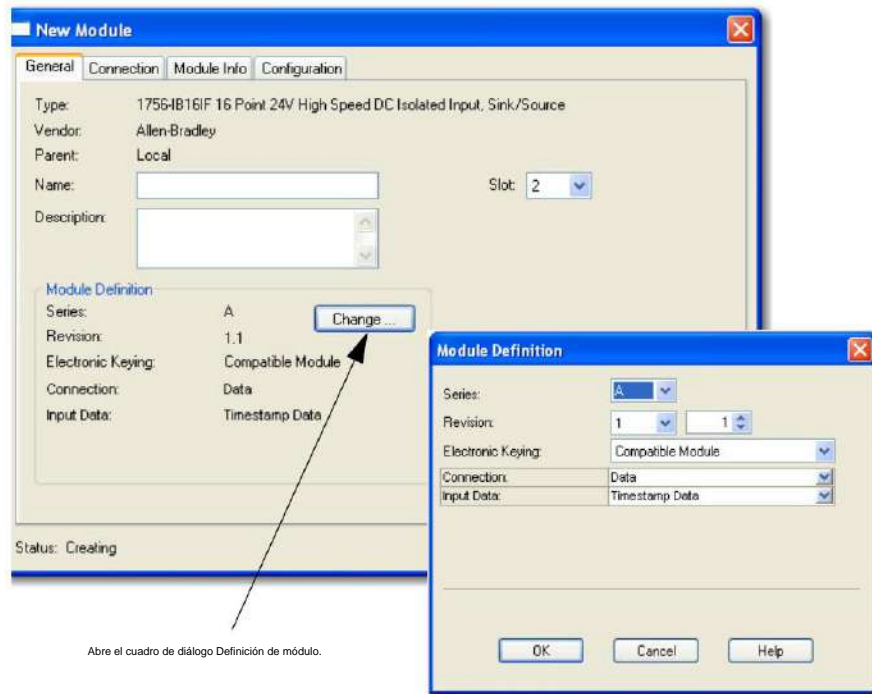 New Module
General Connection Module Info Configuration
Type: 1756-IB16IF 16 Point 24V High Speed DC Isolated Input, Sink/Source
Vendor: Allen-Bradley
Parent: Local
Name: Slot: 2
Description:
Module Definition
Series: A Change ...
Revision: 1.1
Electronic Keying: Compatible Module
Connection: Data
Input Data: Timestamp Data
Status: Creating
Module Definition
Series: A
Revision: 1 1
Electronic Keying: Compatible Module
Connection: Data
Input Data: Timestamp Data
OK Cancel Help
Abre el cuadro de diálogo Definición de módulo.